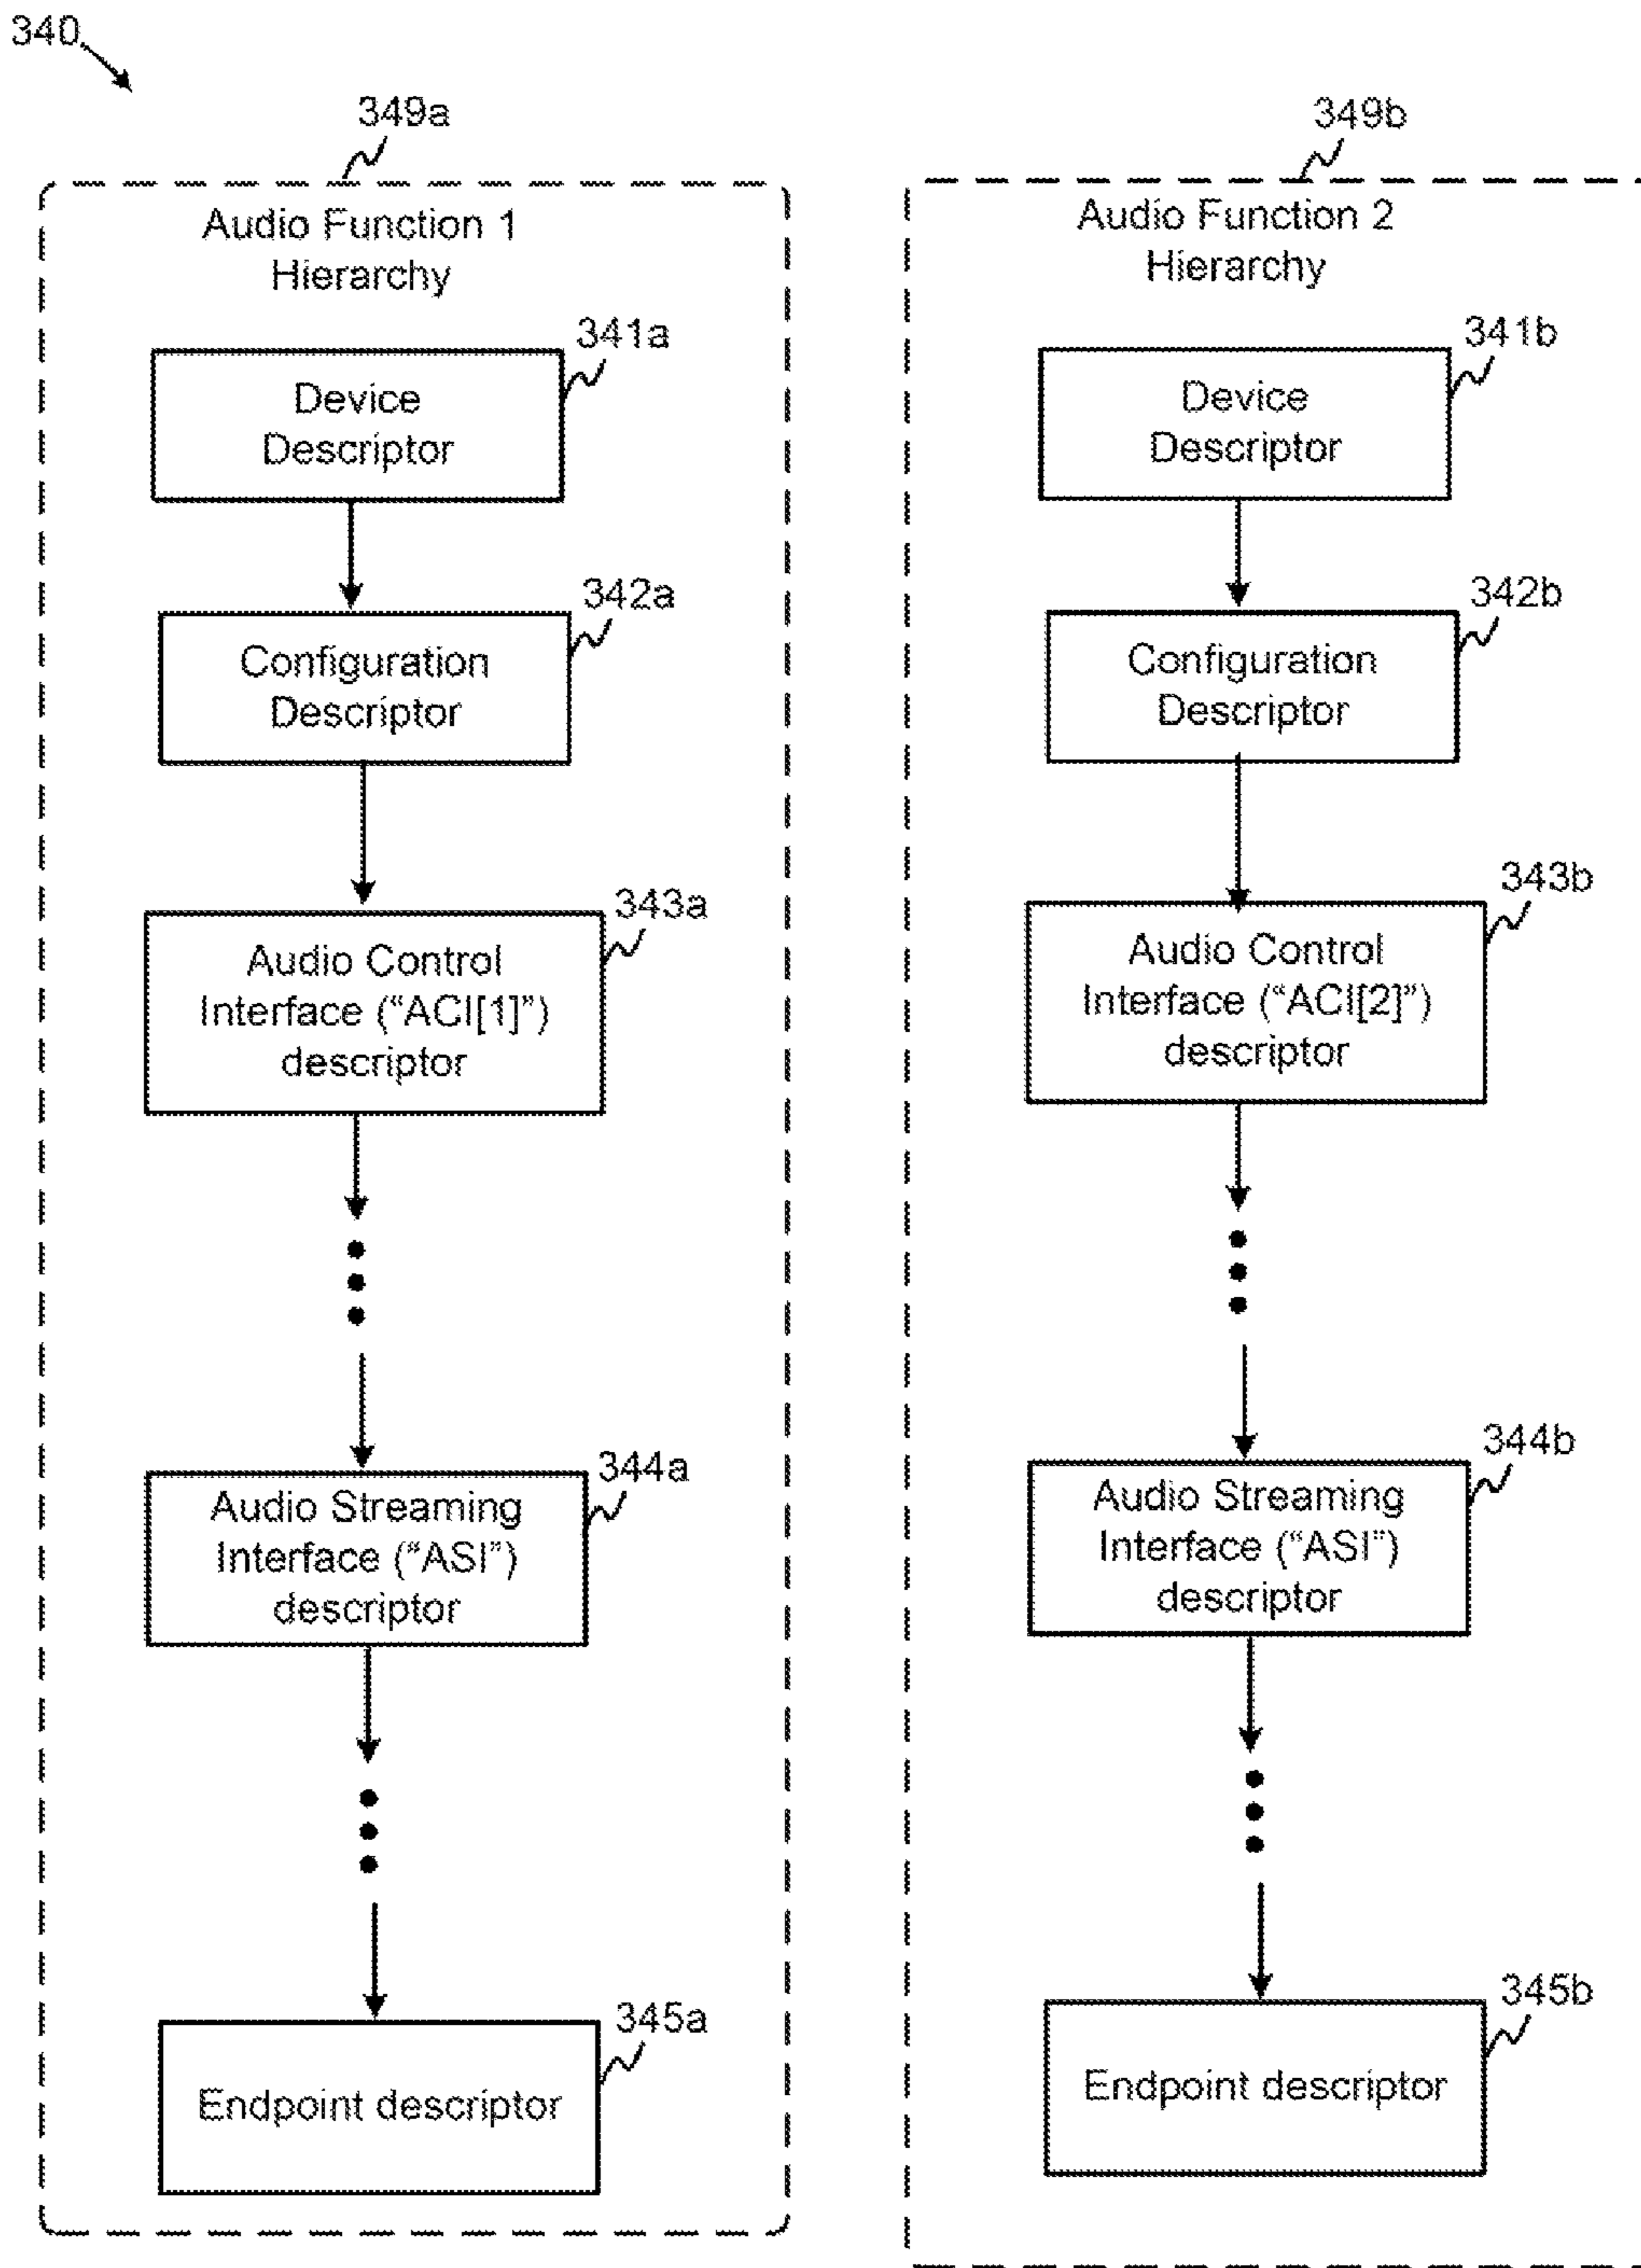 340
349a
Audio Function 1
Hierarchy
341a
Device
Descriptor
342a
Configuration
Descriptor
343a
Audio Control
Interface (“ACI[1]”)
descriptor
344a
Audio Streaming
Interface (“ASI”)
descriptor
345a
Endpoint descriptor
349b
Audio Function 2
Hierarchy
341b
Device
Descriptor
342b
Configuration
Descriptor
343b
Audio Control
Interface (“ACI[2]”)
descriptor
344b
Audio Streaming
Interface (“ASI”)
descriptor
345b
Endpoint descriptor